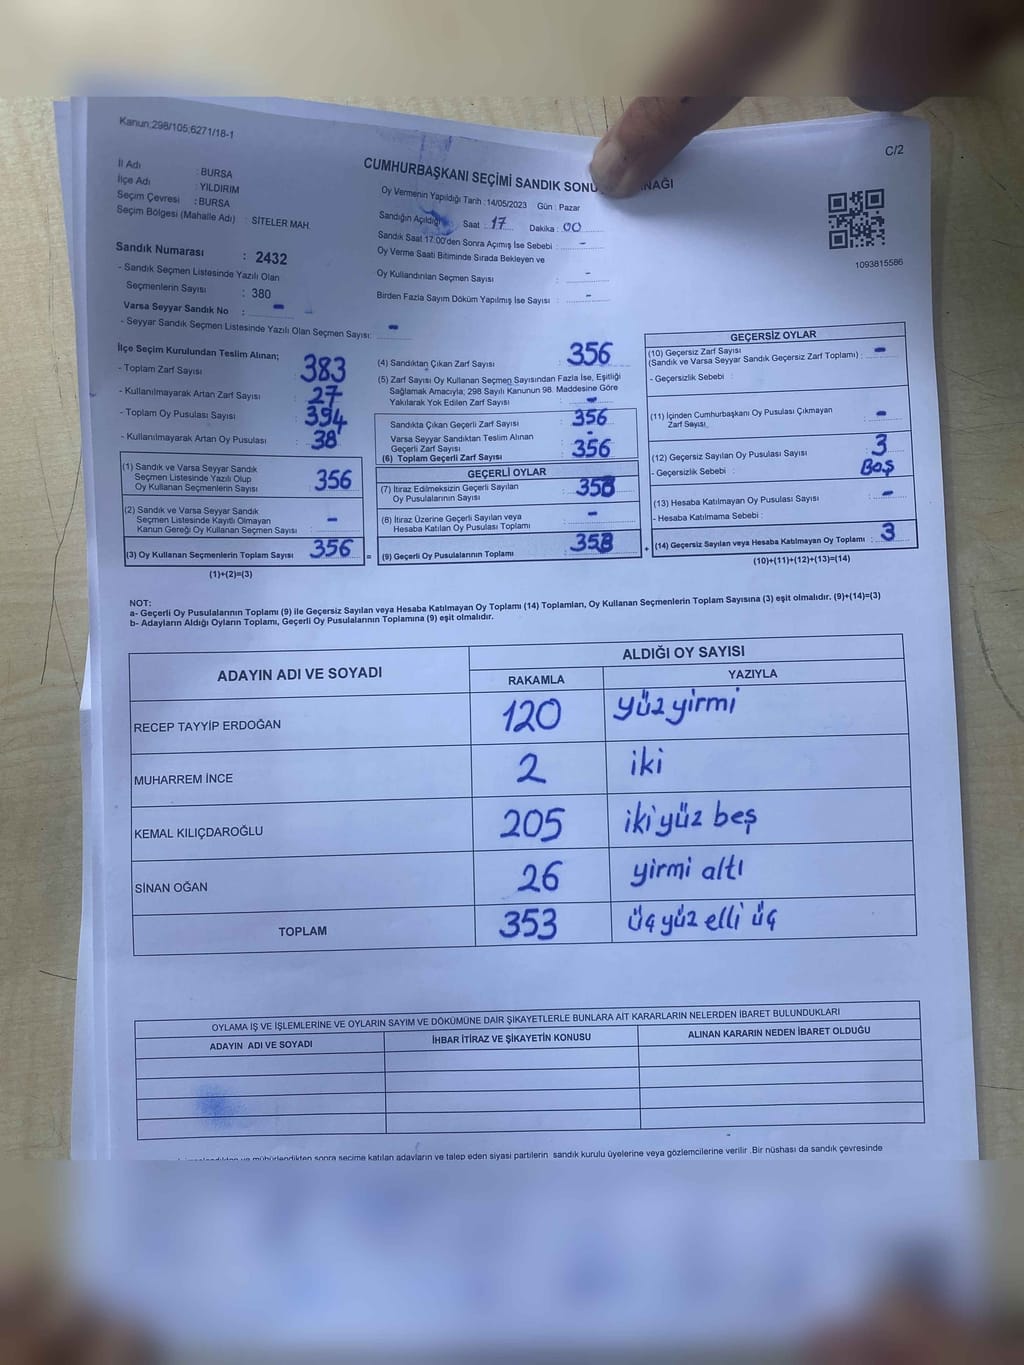 Kanun:298/105;6271/18-1
C/2
İl Adı : BURSA
İlçe Adı : YILDIRIM
Seçim Çevresi : BURSA
Seçim Bölgesi (Mahalle Adı) : SİTELER MAH.
Sandık Numarası : 2432
- Sandık Seçmen Listesinde Yazılı Olan
Seçmenlerin Sayısı : 380
Varsa Seyyar Sandık No : -
- Seyyar Sandık Seçmen Listesinde Yazılı Olan Seçmen Sayısı: -
CUMHURBAŞKANI SEÇİMİ SANDIK SONU
Oy Vermenin Yapıldığı Tarih :14/05/2023 Gün : Pazar
Sandığın Açıldığı Saat : 17 Dakika : 00
Sandık Saat 17:00'den Sonra Açımış İse Sebebi : -
Oy Verme Saati Bitiminde Sırada Bekleyen ve
Oy Kullandırılan Seçmen Sayısı : -
Birden Fazla Sayım Döküm Yapılmış İse Sayısı : -
1093815586
İlçe Seçim Kurulundan Teslim Alınan;
- Toplam Zarf Sayısı : 383
- Kullanılmayarak Artan Zarf Sayısı : 27
- Toplam Oy Pusulası Sayısı : 394
- Kullanılmayarak Artan Oy Pusulası : 38
(1) Sandık ve Varsa Seyyar Sandık
Seçmen Listesinde Yazılı Olup
Oy Kullanan Seçmenlerin Sayısı : 356
(2) Sandık ve Varsa Seyyar Sandık
Seçmen Listesinde Kayıtlı Olmayan
Kanun Gereği Oy Kullanan Seçmen Sayısı : -
(3) Oy Kullanan Seçmenlerin Toplam Sayısı : 356
(1)+(2)=(3)
(4) Sandıktan Çıkan Zarf Sayısı : 356
(5) Zarf Sayısı Oy Kullanan Seçmen Sayısından Fazla İse, Eşitliği
Sağlamak Amacıyla; 298 Sayılı Kanunun 98. Maddesine Göre
Yakılarak Yok Edilen Zarf Sayısı : -
Sandıkta Çıkan Geçerli Zarf Sayısı : 356
Varsa Seyyar Sandıktan Teslim Alınan
Geçerli Zarf Sayısı : -
(6) Toplam Geçerli Zarf Sayısı : 356
=
GEÇERLİ OYLAR
(7) İtiraz Edilmeksizin Geçerli Sayılan
Oy Pusulalarının Sayısı : 353
(8) İtiraz Üzerine Geçerli Sayılan veya
Hesaba Katılan Oy Pusulası Toplamı : -
(9) Geçerli Oy Pusulalarının Toplamı : 353
+
GEÇERSİZ OYLAR
(10) Geçersiz Zarf Sayısı
(Sandık ve Varsa Seyyar Sandık Geçersiz Zarf Toplamı) : -
- Geçersizlik Sebebi :
(11) İçinden Cumhurbaşkanı Oy Pusulası Çıkmayan
Zarf Sayısı : -
(12) Geçersiz Sayılan Oy Pusulası Sayısı : 3
- Geçersizlik Sebebi : Boş
(13) Hesaba Katılmayan Oy Pusulası Sayısı : -
- Hesaba Katılmama Sebebi :
(14) Geçersiz Sayılan veya Hesaba Katılmayan Oy Toplamı : 3
(10)+(11)+(12)+(13)=(14)
NOT:
a- Geçerli Oy Pusulalarının Toplamı (9) ile Geçersiz Sayılan veya Hesaba Katılmayan Oy Toplamı (14) Toplamları, Oy Kullanan Seçmenlerin Toplam Sayısına (3) eşit olmalıdır. (9)+(14)=(3)
b- Adayların Aldığı Oyların Toplamı, Geçerli Oy Pusulalarının Toplamına (9) eşit olmalıdır.
ADAYIN ADI VE SOYADI ALDIĞI OY SAYISI
RAKAMLA YAZIYLA
RECEP TAYYİP ERDOĞAN 120 yüz yirmi
MUHARREM İNCE 2 iki
KEMAL KILIÇDAROĞLU 205 iki yüz beş
SİNAN OĞAN 26 yirmi altı
TOPLAM 353 üç yüz elli üç
OYLAMA İŞ VE İŞLEMLERİNE VE OYLARIN SAYIM VE DÖKÜMÜNE DAİR ŞİKAYETLERLE BUNLARA AİT KARARLARIN NELERDEN İBARET BULUNDUKLARI
ADAYIN ADI VE SOYADI İHBAR İTİRAZ VE ŞİKAYETİN KONUSU ALINAN KARARIN NEDEN İBARET OLDUĞU
mühürlendikten sonra seçime katılan adayların ve talep eden siyasi partilerin sandık kurulu üyelerine veya gözlemcilerine verilir .Bir nüshası da sandık çevresinde